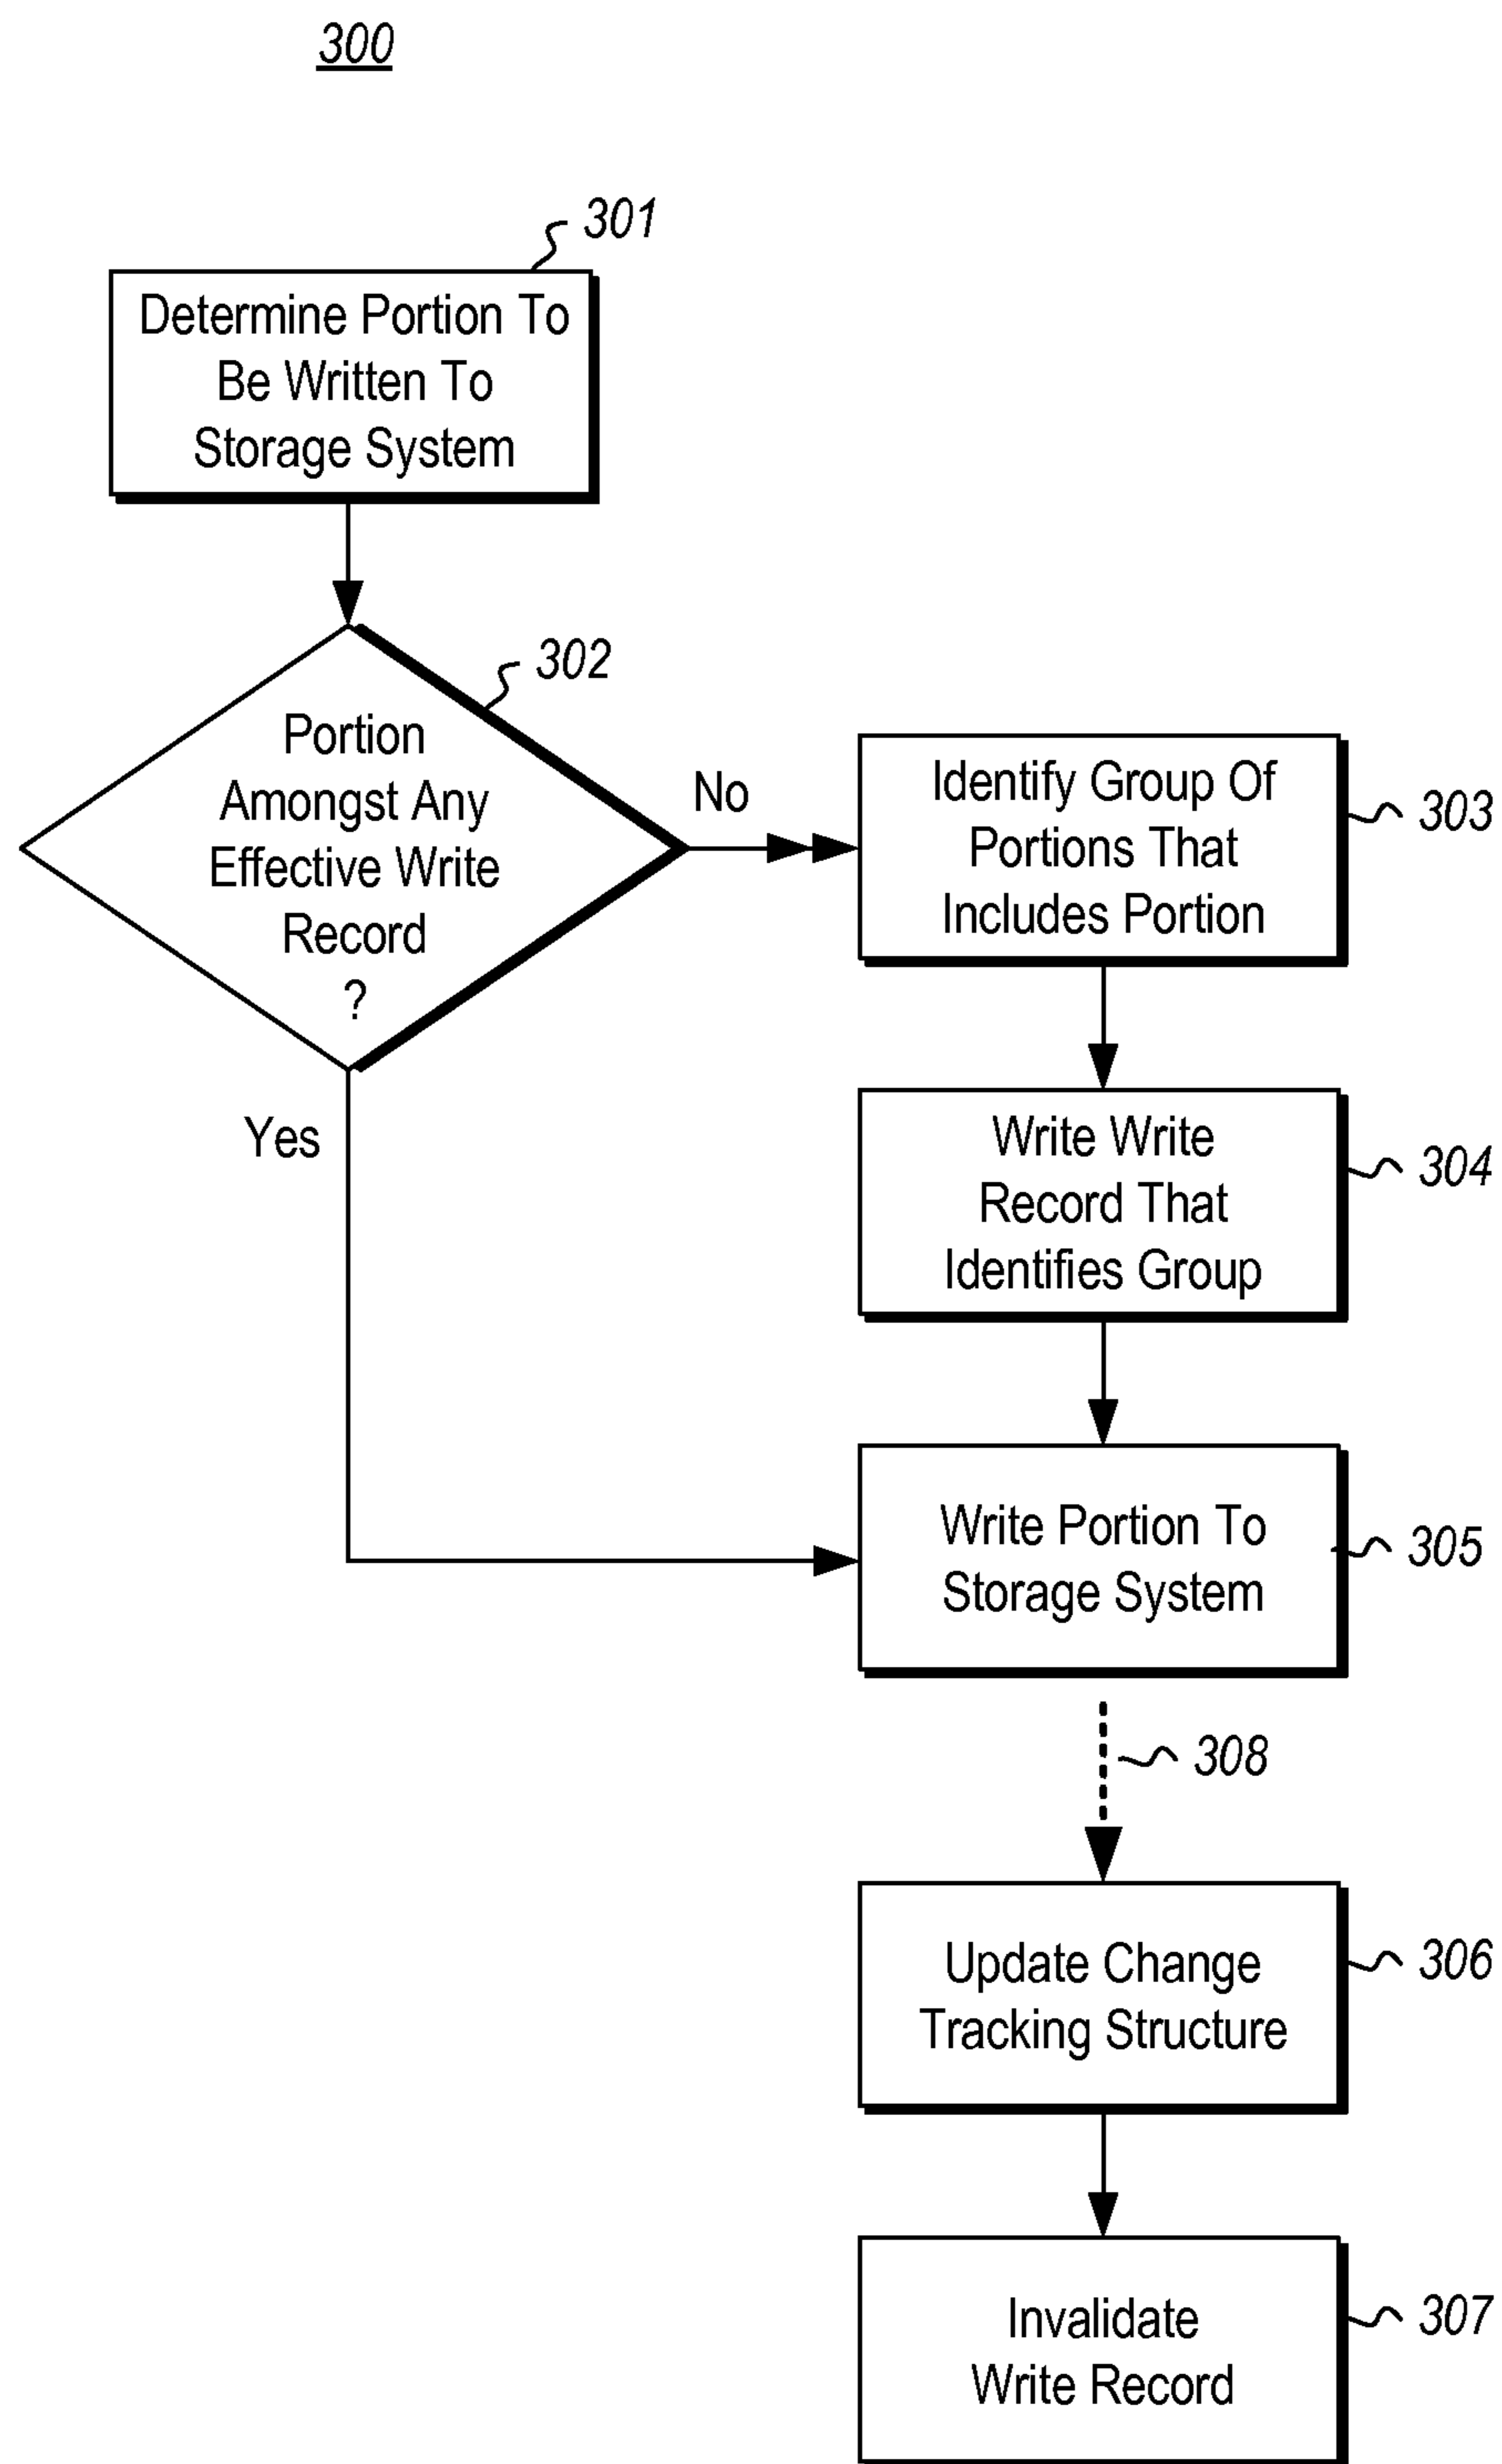 300
301
Determine Portion To
Be Written To
Storage System
302
Portion
Amongst Any
Effective Write
Record
?
No
Yes
Identify Group Of
Portions That
Includes Portion
303
Write Write
Record That
Identifies Group
304
Write Portion To
Storage System
305
308
Update Change
Tracking Structure
306
Invalidate
Write Record
307